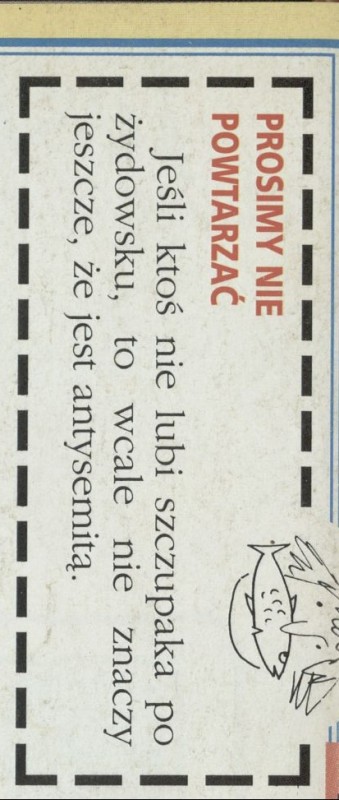 PROSIMY NIE
POWTARZAĆ
Jeśli ktoś nie lubi szczupaka po
żydowsku, to wcale nie znaczy
jeszcze, że jest antysemitą.